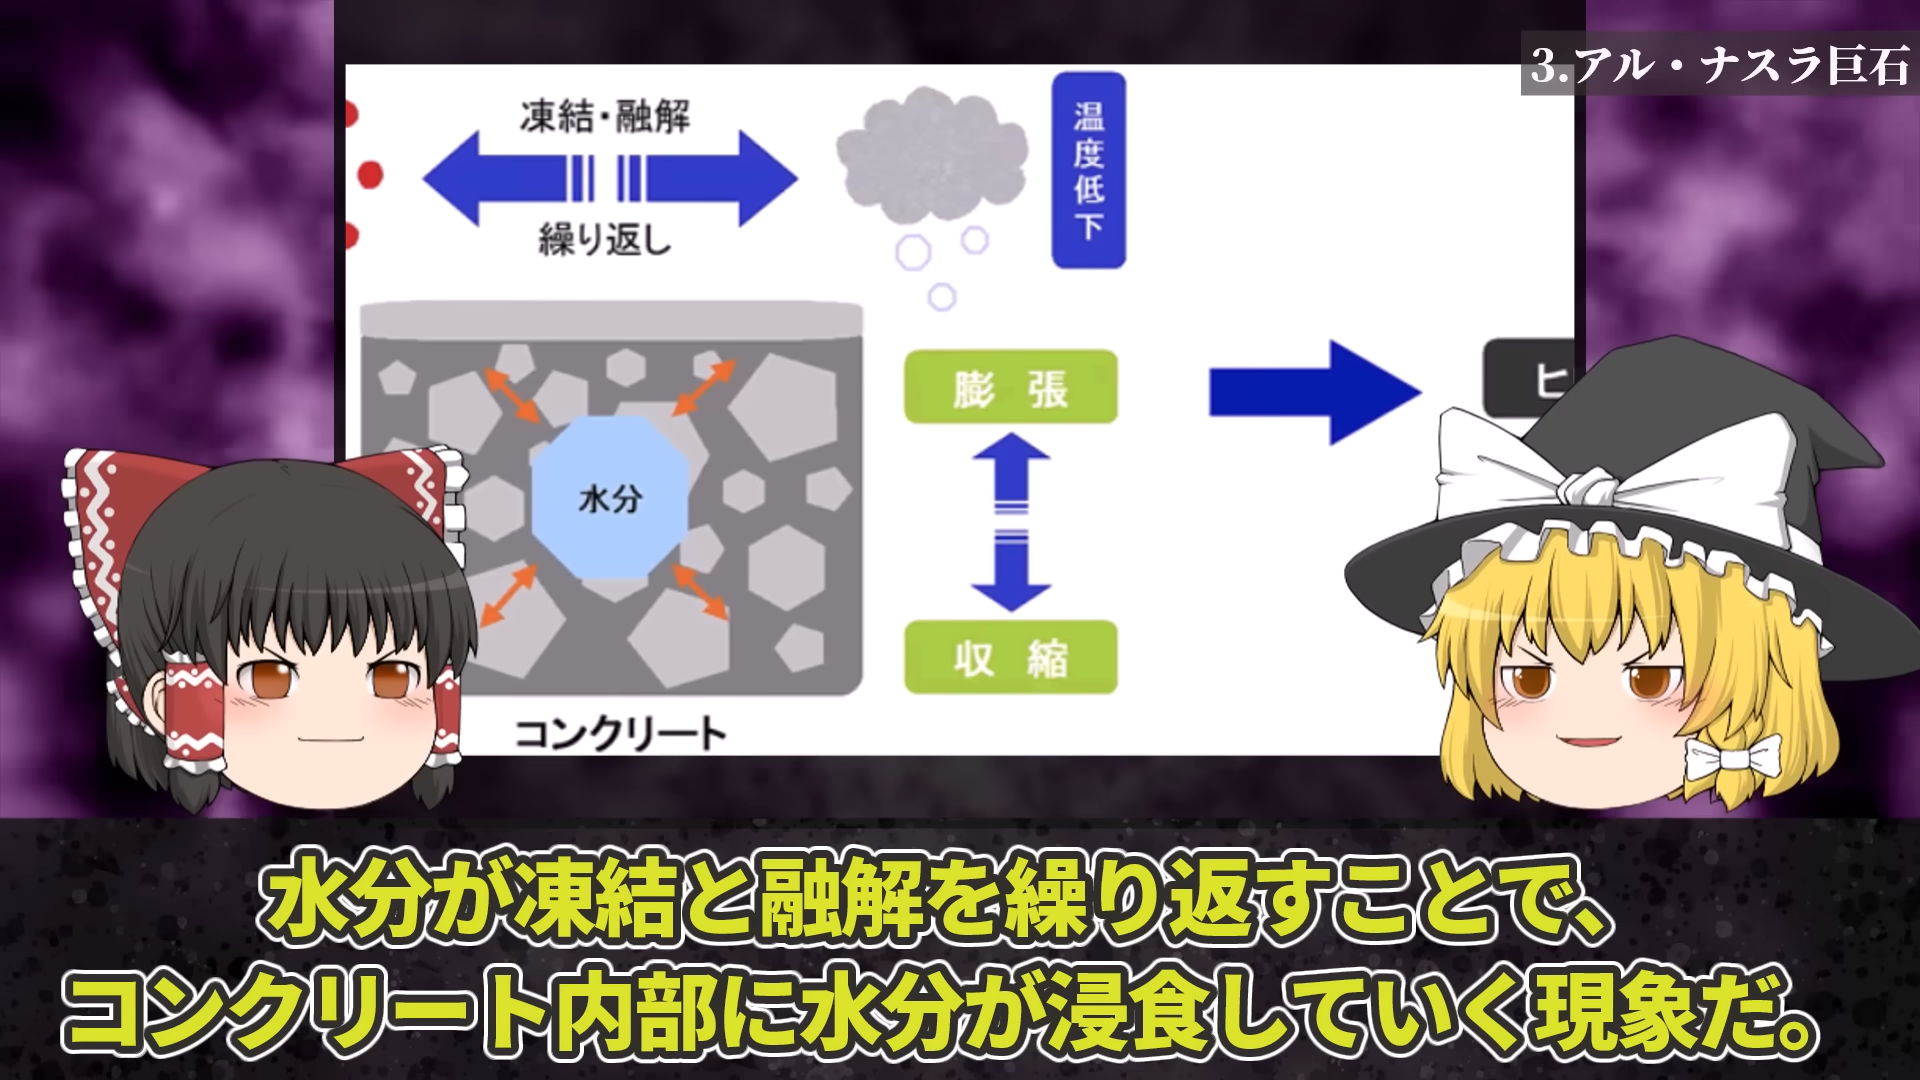 3.アル・ナスラ巨石
凍結・融解
繰り返し
温度低下
膨張
ヒ
水分
収縮
コンクリート
水分が凍結と融解を繰り返すことで、
コンクリート内部に水分が浸食していく現象だ。